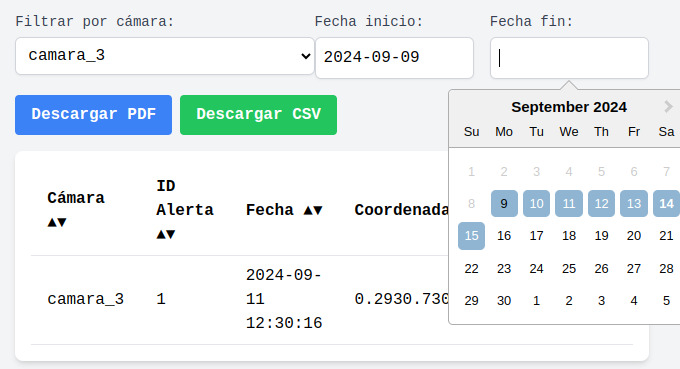 Filtrar por cámara: Fecha inicio: Fecha fin:
camara_3 2024-09-09
Descargar PDF Descargar CSV
September 2024
Su Mo Tu We Th Fr Sa
1 2 3 4 5 6 7
8 9 10 11 12 13 14
15 16 17 18 19 20 21
22 23 24 25 26 27 28
29 30 1 2 3 4 5
Cámara ▲▼
ID
Alerta
▲▼
Fecha ▲▼
Coordenada
camara_3
1
2024-09-
11
12:30:16
0.2930.730